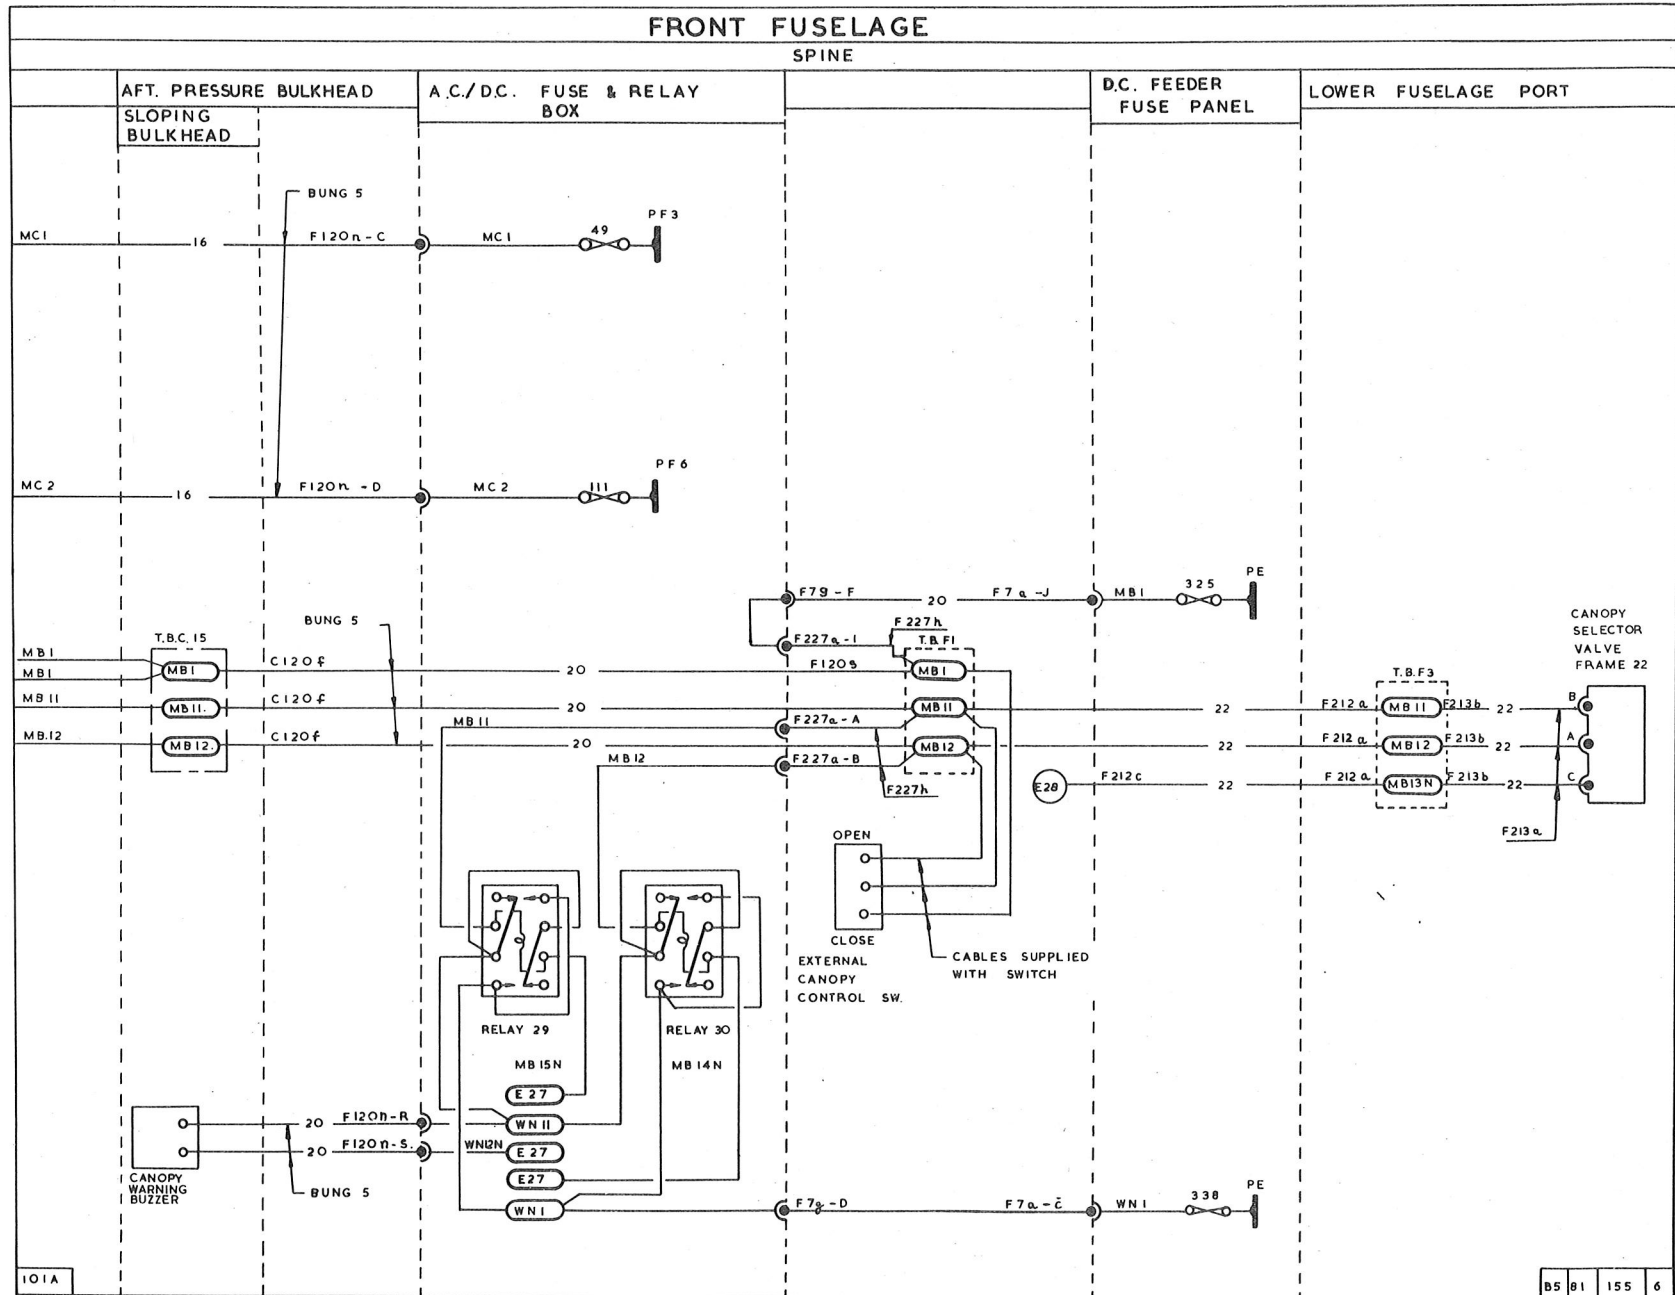 FRONT FUSELAGE
SPINE
AFT. PRESSURE BULKHEAD
A.C./D.C. FUSE & RELAY
BOX
D.C. FEEDER
FUSE PANEL
LOWER FUSELAGE PORT
SLOPING
BULKHEAD
BUNG 5
MC1
16
F120n-C
MC1
49
PF3
MC2
16
F120n-D
MC2
111
PF6
F7g-F
20
F7a-J
MB1
325
PE
BUNG 5
F227h
CANOPY
SELECTOR
VALVE
FRAME 22
T.B.C.15
F227a-1
T.B.F1
MB1
MB1
MB1
C120f
20
F120s
MB1
T.B.F3
MB11
MB11.
C120f
20
MB11
22
F212a
MB11
F213b
22
B
MB11
F227a-A
MB.12
MB12.
C120f
20
MB12
22
F212a
MB12
F213b
22
A
MB12
F227a-B
F227h
E28
F212c
22
F212a
MB13N
F213b
22
C
F213a
OPEN
CLOSE
EXTERNAL
CANOPY
CONTROL SW.
CABLES SUPPLIED
WITH SWITCH
RELAY 29
RELAY 30
MB15N
MB14N
E27
20
F120n-R
WN11
20
F120n-S.
WN12N
E27
E27
CANOPY
WARNING
BUZZER
BUNG 5
WN1
F7g-D
F7a-c
WN1
338
PE
101A
B5 81 155 6